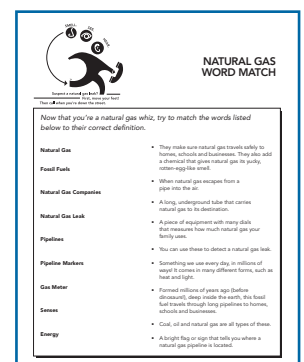 SMELL
SEE
HEAR
Suspect a natural gas leak?
First, move your feet!
Then call when you're down the street.
NATURAL GAS
WORD MATCH
Now that you're a natural gas whiz, try to match the words listed
below to their correct definition.
Natural Gas
Fossil Fuels
Natural Gas Companies
Natural Gas Leak
Pipelines
Pipeline Markers
Gas Meter
Senses
Energy
• They make sure natural gas travels safely to
homes, schools and businesses. They also add
a chemical that gives natural gas its yucky,
rotten-egg-like smell.
• When natural gas escapes from a
pipe into the air.
• A long, underground tube that carries
natural gas to its destination.
• A piece of equipment with many dials
that measures how much natural gas your
family uses.
• You can use these to detect a natural gas leak.
• Something we use every day, in millions of
ways! It comes in many different forms, such as
heat and light.
• Formed millions of years ago (before
dinosaurs!), deep inside the earth, this fossil
fuel travels through long pipelines to homes,
schools and businesses.
• Coal, oil and natural gas are all types of these.
• A bright flag or sign that tells you where a
natural gas pipeline is located.